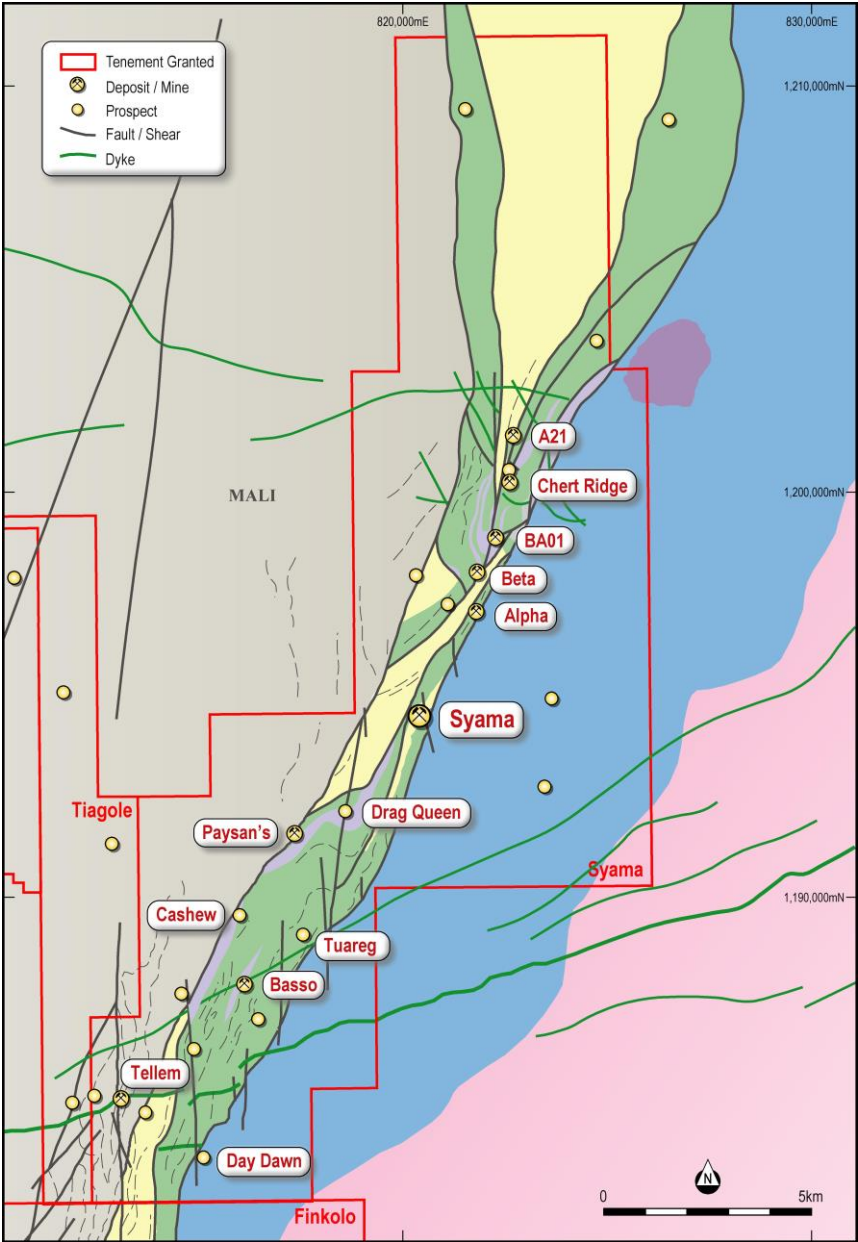 820,000mE
830,000mE
Tenement Granted
Deposit / Mine
Prospect
Fault / Shear
Dyke
1,210,000mN
A21
Chert Ridge
MALI
1,200,000mN
BA01
Beta
Alpha
Syama
Tiagole
Drag Queen
Paysan's
Syama
1,190,000mN
Cashew
Tuareg
Basso
Tellem
Day Dawn
N
0
5km
Finkolo